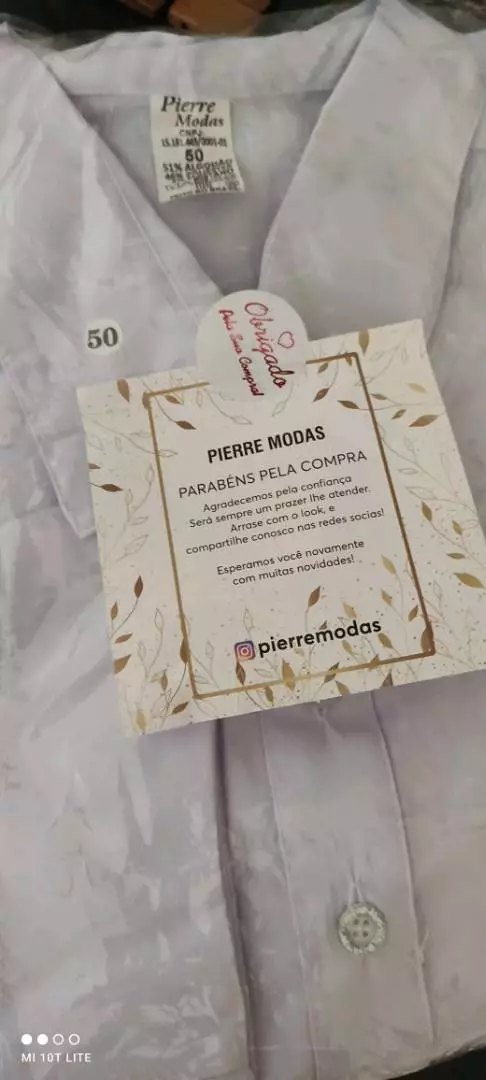 Pierre
Modas
CNPJ:
50
51% ALGODÃO
50
Obrigado
Pela Sua Compra!
PIERRE MODAS
PARABÉNS PELA COMPRA
Agradecemos pela confiança
Será sempre um prazer lhe atender.
Arrase com o look, e
compartilhe conosco nas redes socias!
Esperamos você novamente
com muitas novidades!
pierremodas
MI 10T LITE